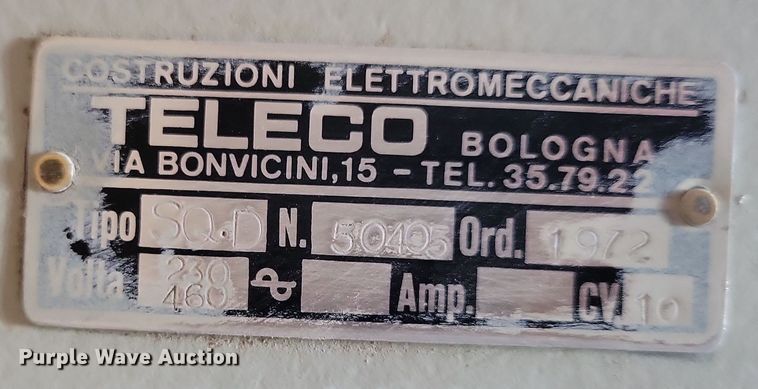 COSTRUZIONI ELETTROMECCANICHE
TELECO BOLOGNA
VIA BONVICINI,15 - TEL. 35.79.22
Tipo SQ.D N. 50495 Ord. 1972
Volta 230 460 Amp. CV. 10
Purple Wave Auction